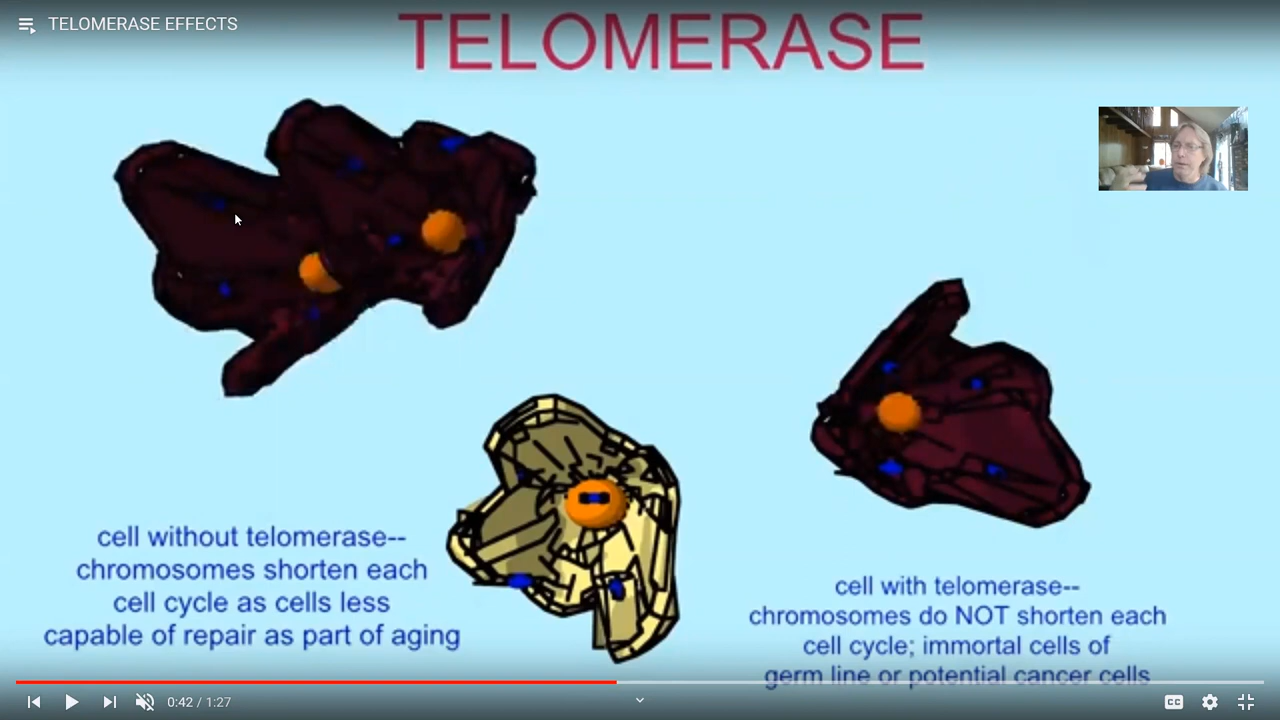 TELOMERASE EFFECTS
TELOMERASE
cell without telomerase--
chromosomes shorten each
cell cycle as cells less
capable of repair as part of aging
cell with telomerase--
chromosomes do NOT shorten each
cell cycle; immortal cells of
germ line or potential cancer cells
0:42 / 1:27
CC